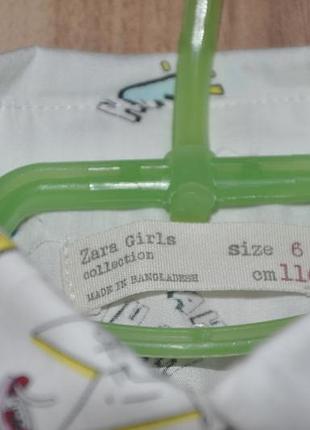 Zara Girls
collection
MADE IN BANGLADESH
size 6
cm 116